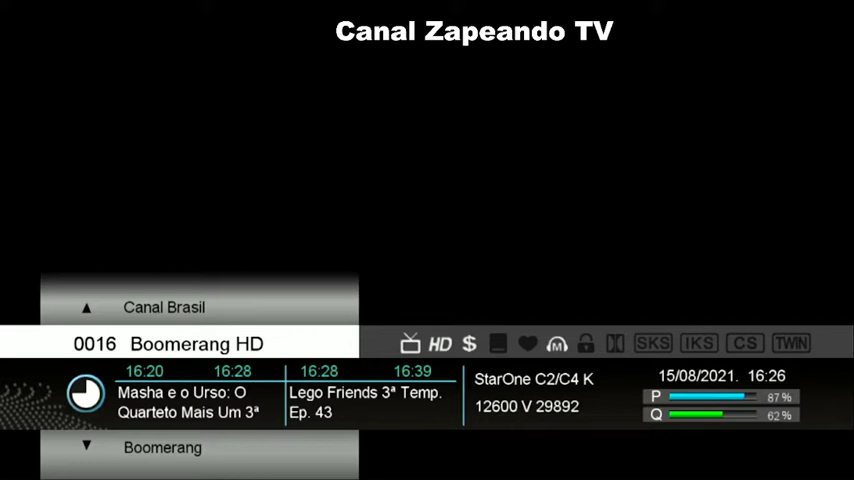 Canal Zapeando TV
▲ Canal Brasil
0016 Boomerang HD HD $ M SKS IKS CS TWIN
16:20 16:28 16:28 16:39
Masha e o Urso: O
Quarteto Mais Um 3ª
Lego Friends 3ª Temp.
Ep. 43
StarOne C2/C4 K
12600 V 29892
15/08/2021. 16:26
P 87%
Q 62%
▼ Boomerang